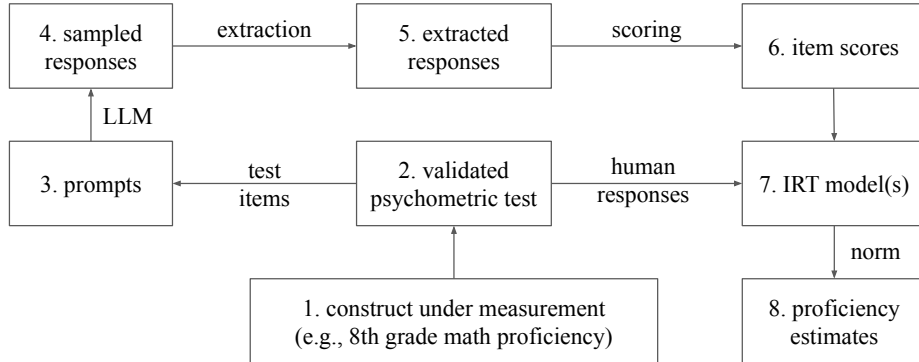 4. sampled
responses
extraction
5. extracted
responses
scoring
6. item scores
LLM
3. prompts
test
items
2. validated
psychometric test
human
responses
7. IRT model(s)
norm
1. construct under measurement
(e.g., 8th grade math proficiency)
8. proficiency
estimates